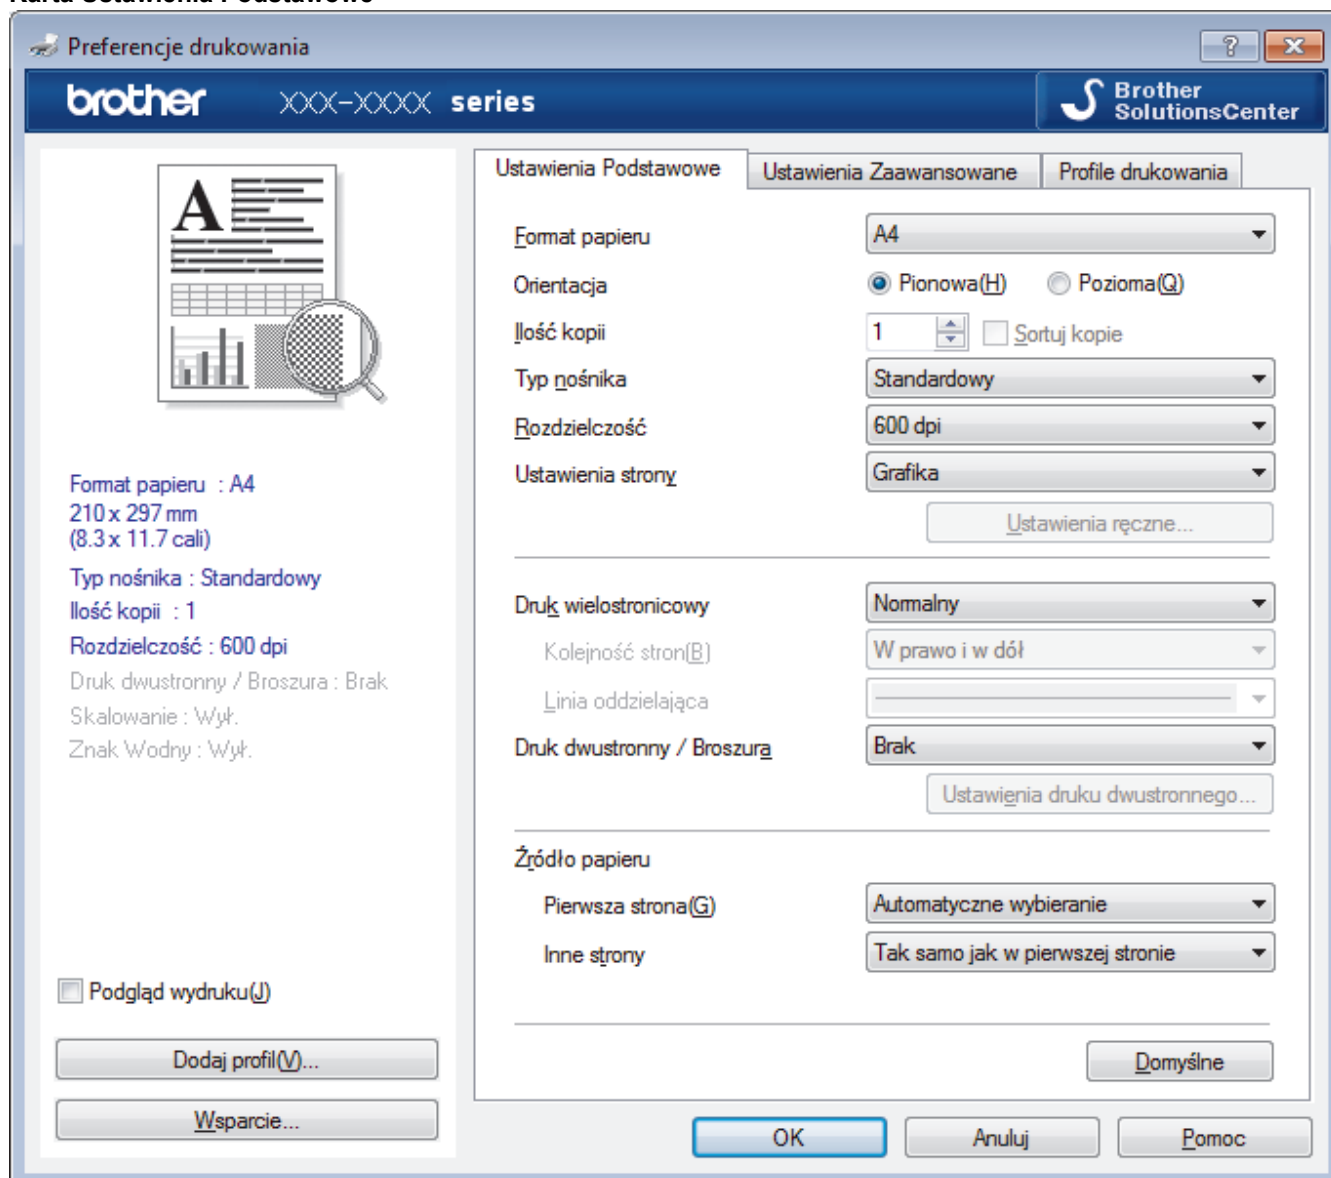 Karta Ustawienia Podstawowe
Preferencje drukowania
brother XXX-XXXX series
Brother
SolutionsCenter
A
Format papieru : A4
210 x 297 mm
(8.3 x 11.7 cali)
Typ nośnika : Standardowy
Ilość kopii : 1
Rozdzielczość : 600 dpi
Druk dwustronny / Broszura : Brak
Skalowanie : Wył.
Znak Wodny : Wył.
Podgląd wydruku(J)
Dodaj profil(V)...
Wsparcie...
Ustawienia Podstawowe Ustawienia Zaawansowane Profile drukowania
Format papieru A4
Orientacja Pionowa(H) Pozioma(Q)
Ilość kopii 1 Sortuj kopie
Typ nośnika Standardowy
Rozdzielczość 600 dpi
Ustawienia strony Grafika
Ustawienia ręczne...
Druk wielostronicowy Normalny
Kolejność stron(B) W prawo i w dół
Linia oddzielająca
Druk dwustronny / Broszura Brak
Ustawienia druku dwustronnego...
Źródło papieru
Pierwsza strona(G) Automatyczne wybieranie
Inne strony Tak samo jak w pierwszej stronie
Domyślne
OK Anuluj Pomoc